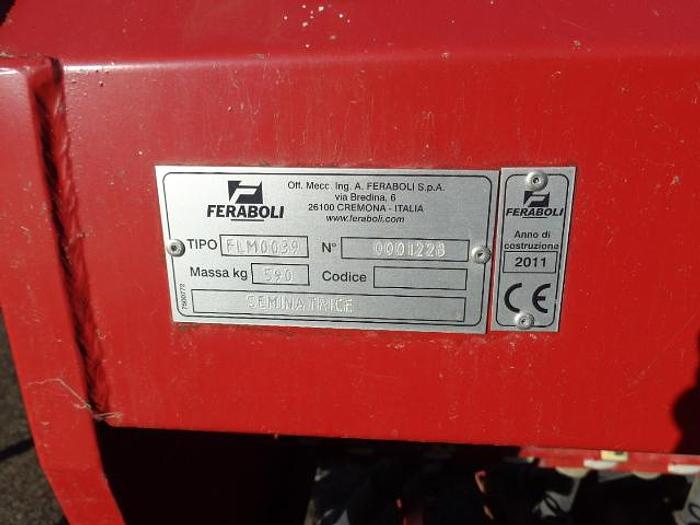 FERABOLI
Off. Mecc. Ing. A. FERABOLI S.p.A.
via Bredina, 6
26100 CREMONA - ITALIA
www.feraboli.com
TIPO FLM0039 N° 0001228
Massa kg 590 Codice
SEMINATRICE
7500772
FERABOLI
Anno di
costruzione
2011
CE